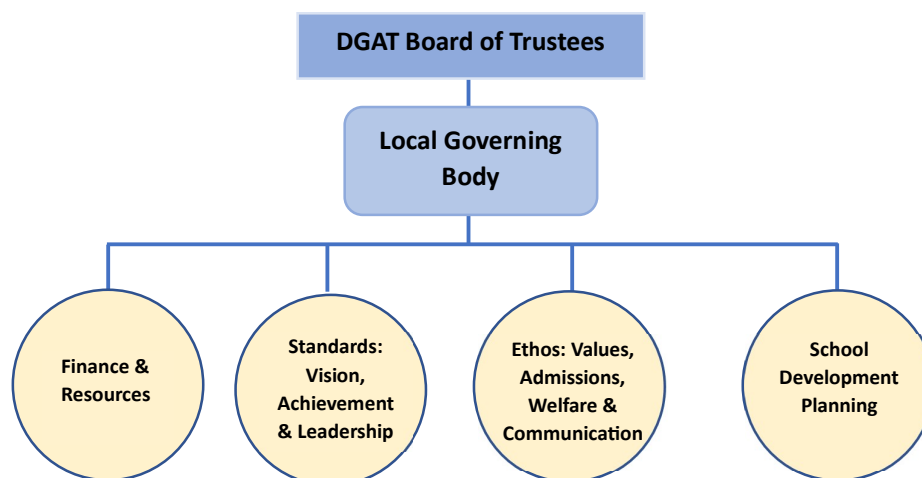 DGAT Board of Trustees
Local Governing
Body
Finance &
Resources
Standards:
Vision,
Achievement
& Leadership
Ethos: Values,
Admissions,
Welfare &
Communication
School
Development
Planning